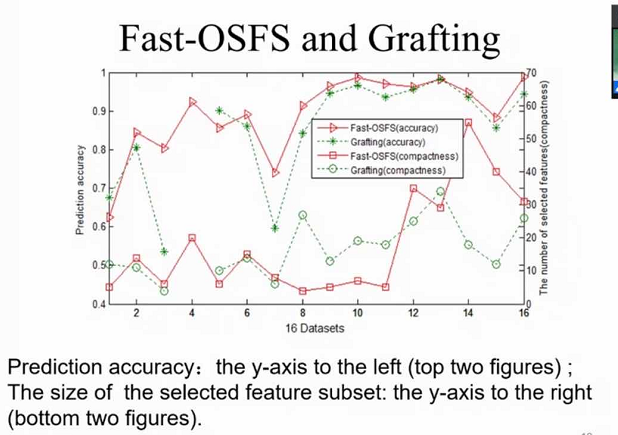 Fast-OSFS and Grafting
Prediction accuracy
1
0.9
0.8
0.7
0.6
0.5
0.4
Fast-OSFS(accuracy)
Grafting(accuracy)
Fast-OSFS(compactness)
Grafting(compactness)
70
60
50
40
30
20
10
0
The number of selected features(compactness)
2 4 6 8 10 12 14 16
16 Datasets
Prediction accuracy: the y-axis to the left (top two figures) ;
The size of the selected feature subset: the y-axis to the right
(bottom two figures).